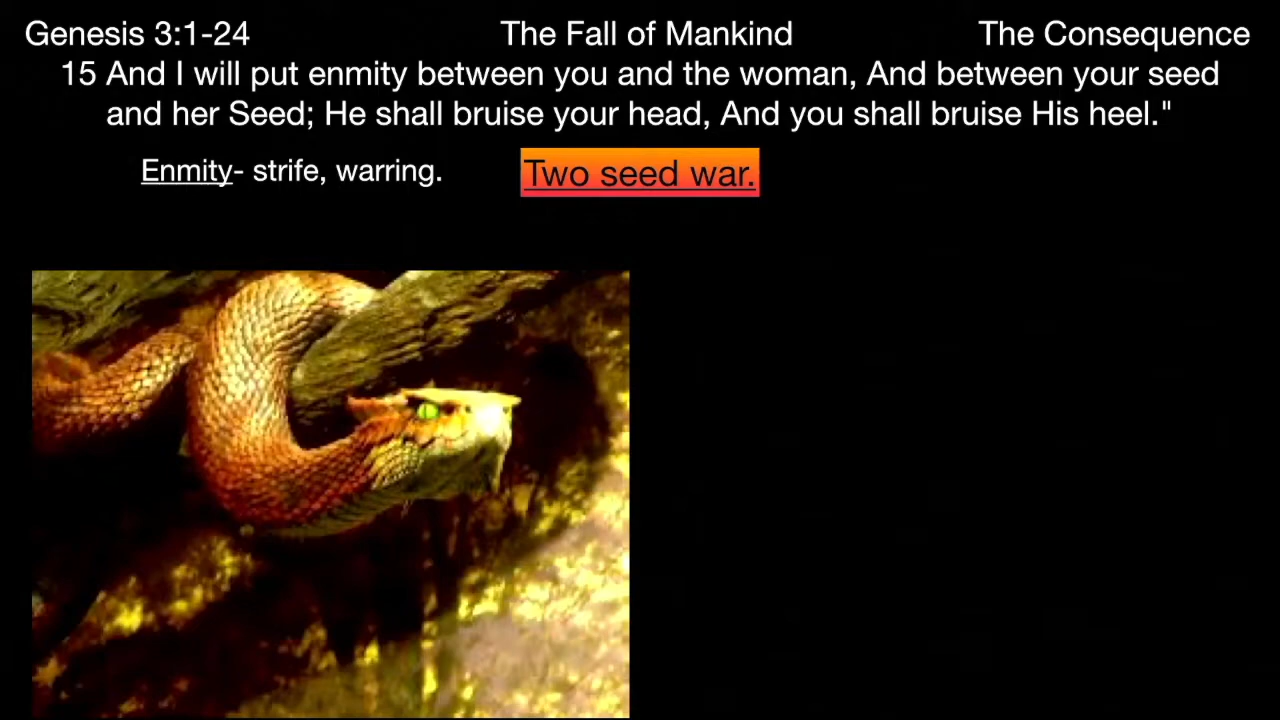 Genesis 3:1-24 The Fall of Mankind The Consequence
15 And I will put enmity between you and the woman, And between your seed
and her Seed; He shall bruise your head, And you shall bruise His heel."
Enmity- strife, warring. Two seed war.